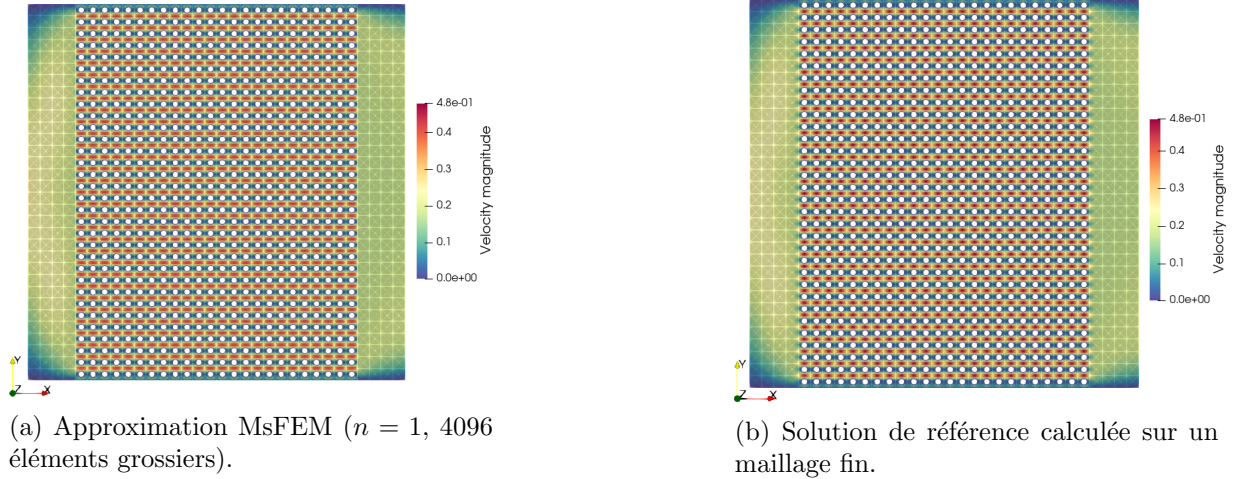 4.8e-01
0.4
0.3
0.2
0.1
0.0e+00
Velocity magnitude
Y
Z
X
(a) Approximation MsFEM (n = 1, 4096
éléments grossiers).
4.8e-01
0.4
0.3
0.2
0.1
0.0e+00
Velocity magnitude
Y
Z
X
(b) Solution de référence calculée sur un
maillage fin.